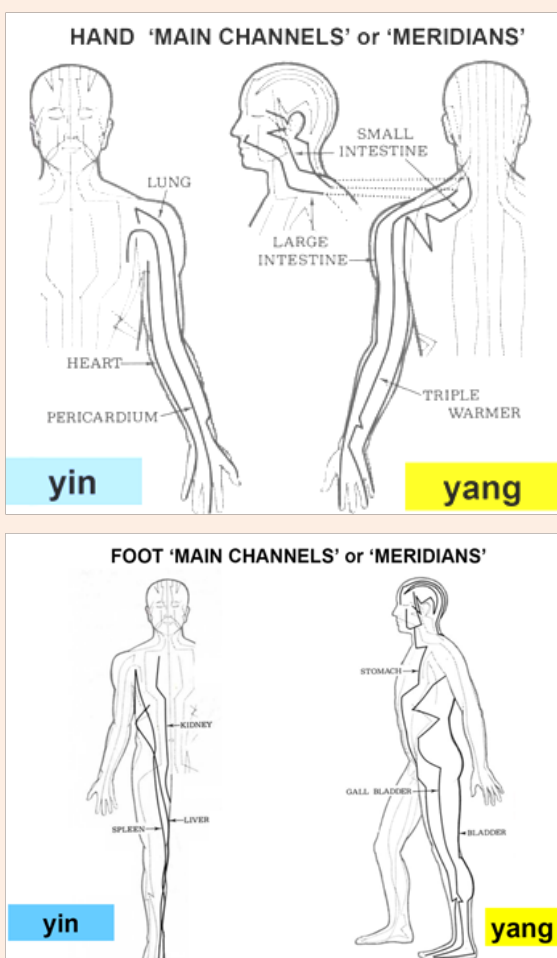 HAND 'MAIN CHANNELS' or 'MERIDIANS'
LUNG
HEART
PERICARDIUM
yin
SMALL
INTESTINE
LARGE
INTESTINE
TRIPLE
WARMER
yang
FOOT 'MAIN CHANNELS' or 'MERIDIANS'
KIDNEY
LIVER
SPLEEN
yin
STOMACH
GALL BLADDER
BLADDER
yang